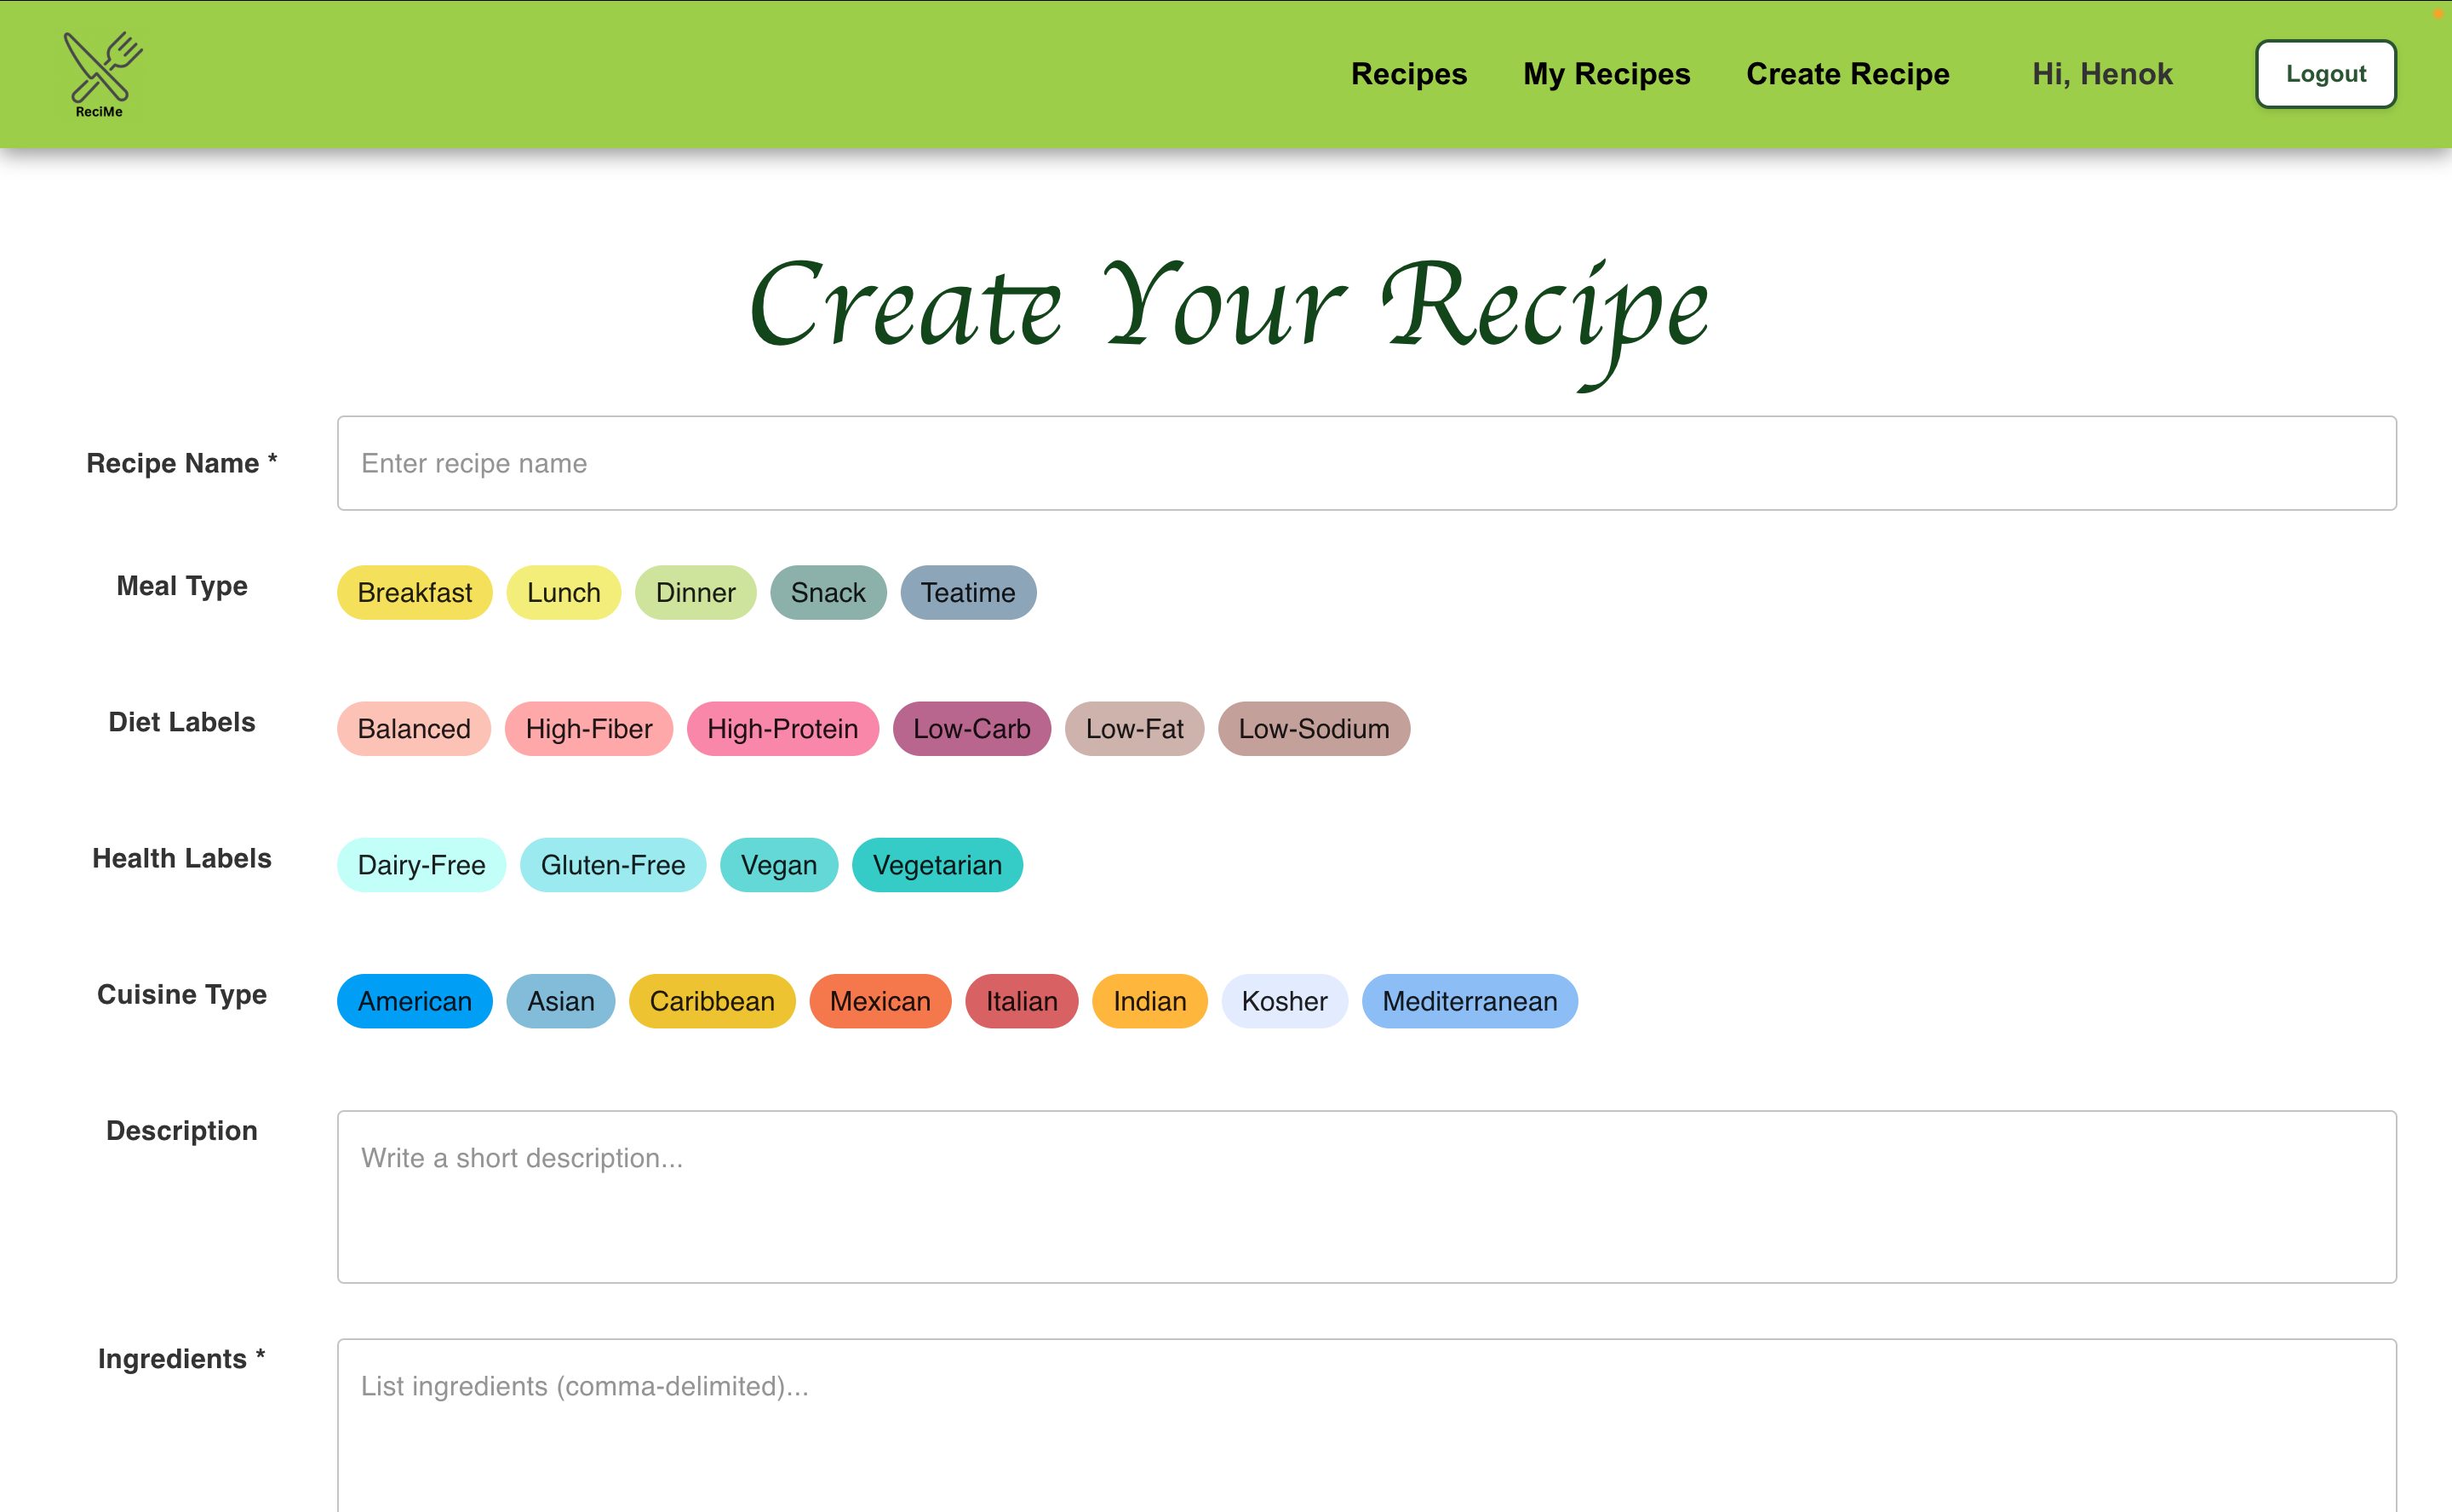 ReciMe
Recipes My Recipes Create Recipe Hi, Henok Logout
Create Your Recipe
Recipe Name * Enter recipe name
Meal Type Breakfast Lunch Dinner Snack Teatime
Diet Labels Balanced High-Fiber High-Protein Low-Carb Low-Fat Low-Sodium
Health Labels Dairy-Free Gluten-Free Vegan Vegetarian
Cuisine Type American Asian Caribbean Mexican Italian Indian Kosher Mediterranean
Description
Write a short description...
Ingredients *
List ingredients (comma-delimited)...